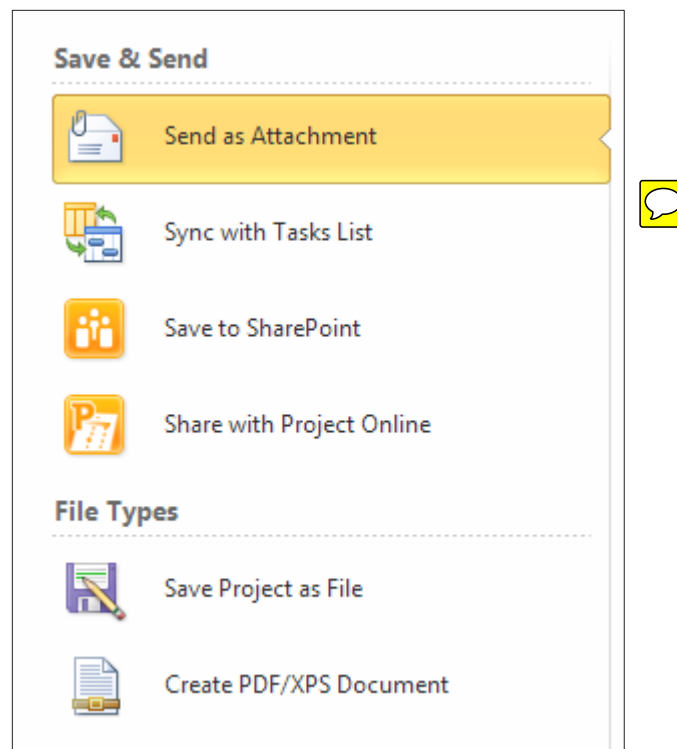 Save & Send
Send as Attachment
Sync with Tasks List
Save to SharePoint
Share with Project Online
File Types
Save Project as File
Create PDF/XPS Document